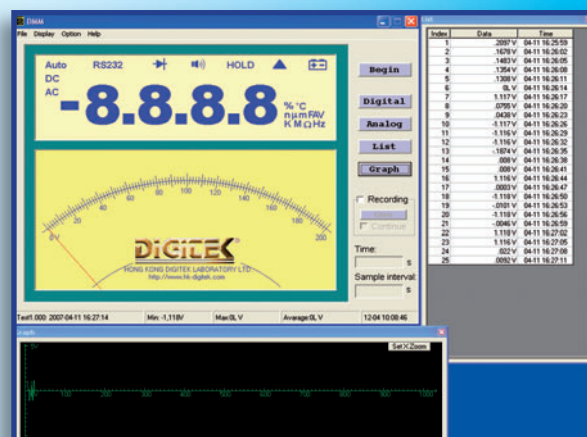 DMM
File Display Option Help
Auto RS232 HOLD
DC
AC
-8.8.8.8
% °C
nµmFAV
K M Ω Hz
Begin
Digital
Analog
List
Graph
Recording
Continue
Time:
s
Sample interval:
s
0 V 20 40 60 80 100 120 140 160 180 200
DIGITEK
HONG KONG DIGITEK LABORATORY LTD
http://www.hk-digitek.com
Test1.000 2007-04-11 16:27:14 Min: -1,118V Max:0L V Average:0L V 12-04 10:08:46
List
Index Data Time
1 .2097 V 04-11 16:25:59
2 .1678 V 04-11 16:26:02
3 .1483 V 04-11 16:26:05
4 .1354 V 04-11 16:26:08
5 .1308 V 04-11 16:26:11
6 0L V 04-11 16:26:14
7 1.117 V 04-11 16:26:17
8 .0755 V 04-11 16:26:20
9 .0438 V 04-11 16:26:23
10 -1.117 V 04-11 16:26:26
11 -1.116 V 04-11 16:26:29
12 -1.116 V 04-11 16:26:32
13 -.1874 V 04-11 16:26:35
14 .008 V 04-11 16:26:38
15 .008 V 04-11 16:26:41
16 1.116 V 04-11 16:26:44
17 .0003 V 04-11 16:26:47
18 -1.118 V 04-11 16:26:50
19 -.0101 V 04-11 16:26:53
20 -1.118 V 04-11 16:26:56
21 -.0046 V 04-11 16:26:59
22 1.118 V 04-11 16:27:02
23 1.116 V 04-11 16:27:05
24 .022 V 04-11 16:27:08
25 .0092 V 04-11 16:27:11
Graph
Set X Zoom
5V
0V 100 200 300 400 500 600 700 800 900 1000